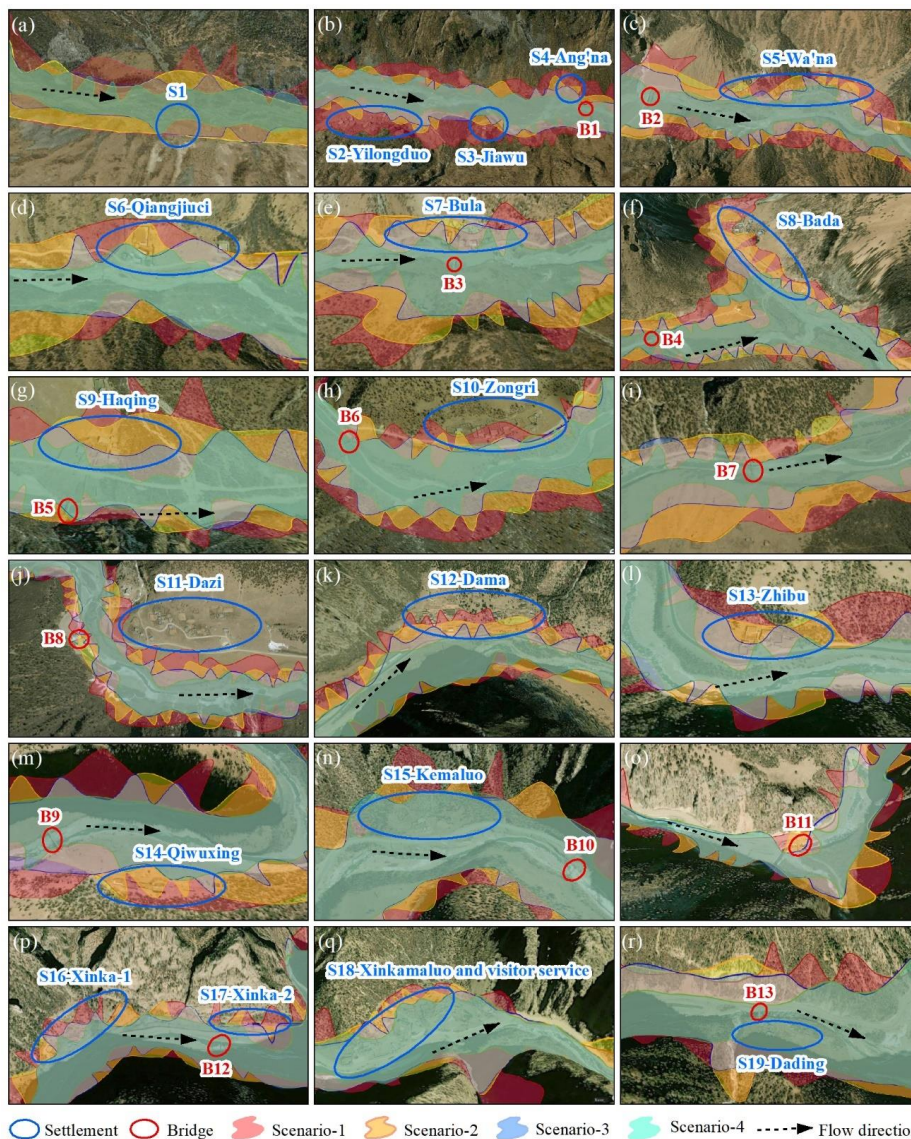 (a)
S1
(b)
S4-Ang'na
B1
S2-Yilongduo
S3-Jiawu
(c)
S5-Wa'na
B2
(d)
S6-Qiangjiuci
(e)
S7-Bula
B3
(f)
S8-Bada
B4
(g)
S9-Haqing
B5
(h)
S10-Zongri
B6
(i)
B7
(j)
S11-Dazi
B8
(k)
S12-Dama
(l)
S13-Zhibu
(m)
B9
S14-Qiwuxing
(n)
S15-Kemaluo
B10
(o)
B11
(p)
S16-Xinka-1
S17-Xinka-2
B12
(q)
S18-Xinkamaluo and visitor service
(r)
B13
S19-Dading
Settlement Bridge Scenario-1 Scenario-2 Scenario-3 Scenario-4 Flow direction